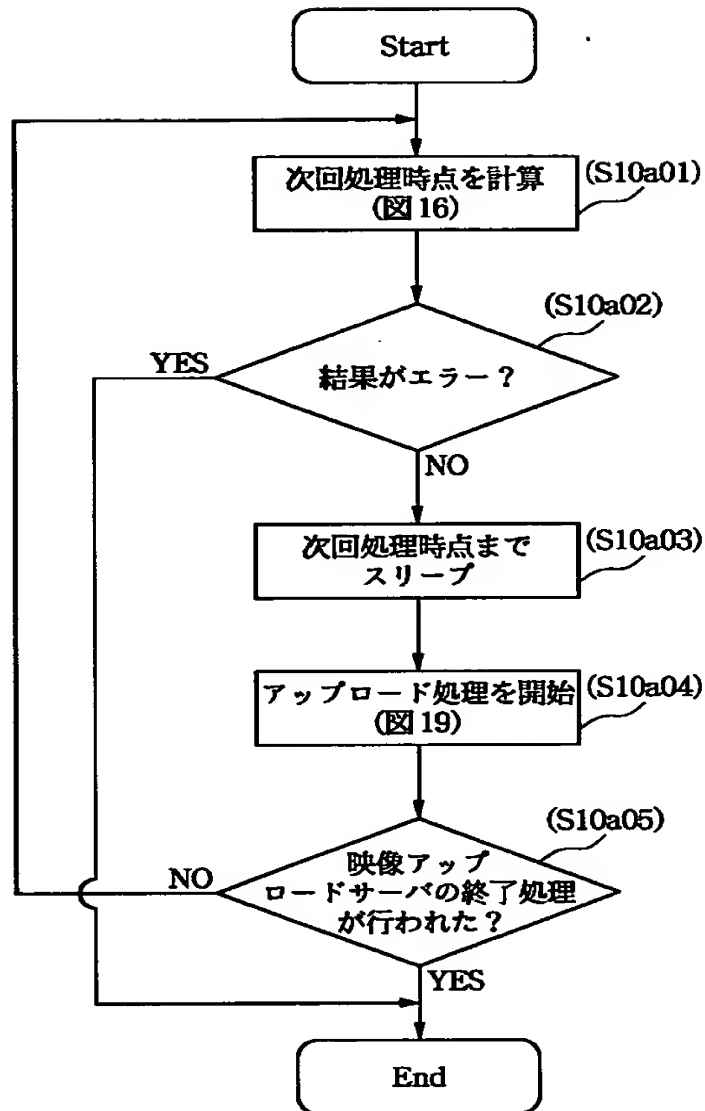 Start
次回処理時点を計算
(図16)
(S10a01)
(S10a02)
YES
結果がエラー？
NO
次回処理時点まで
スリープ
(S10a03)
アップロード処理を開始
(図19)
(S10a04)
(S10a05)
NO
映像アップ
ロードサーバの終了処理
が行われた？
YES
End